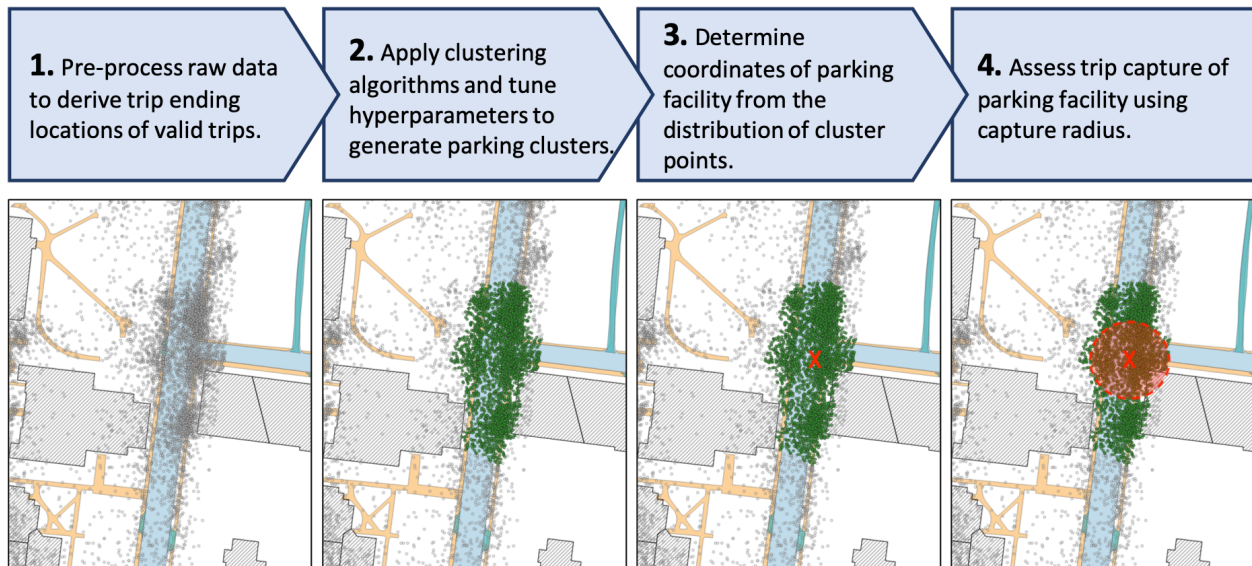 1. Pre-process raw data
to derive trip ending
locations of valid trips.
2. Apply clustering
algorithms and tune
hyperparameters to
generate parking clusters.
3. Determine
coordinates of parking
facility from the
distribution of cluster
points.
4. Assess trip capture of
parking facility using
capture radius.
X
X